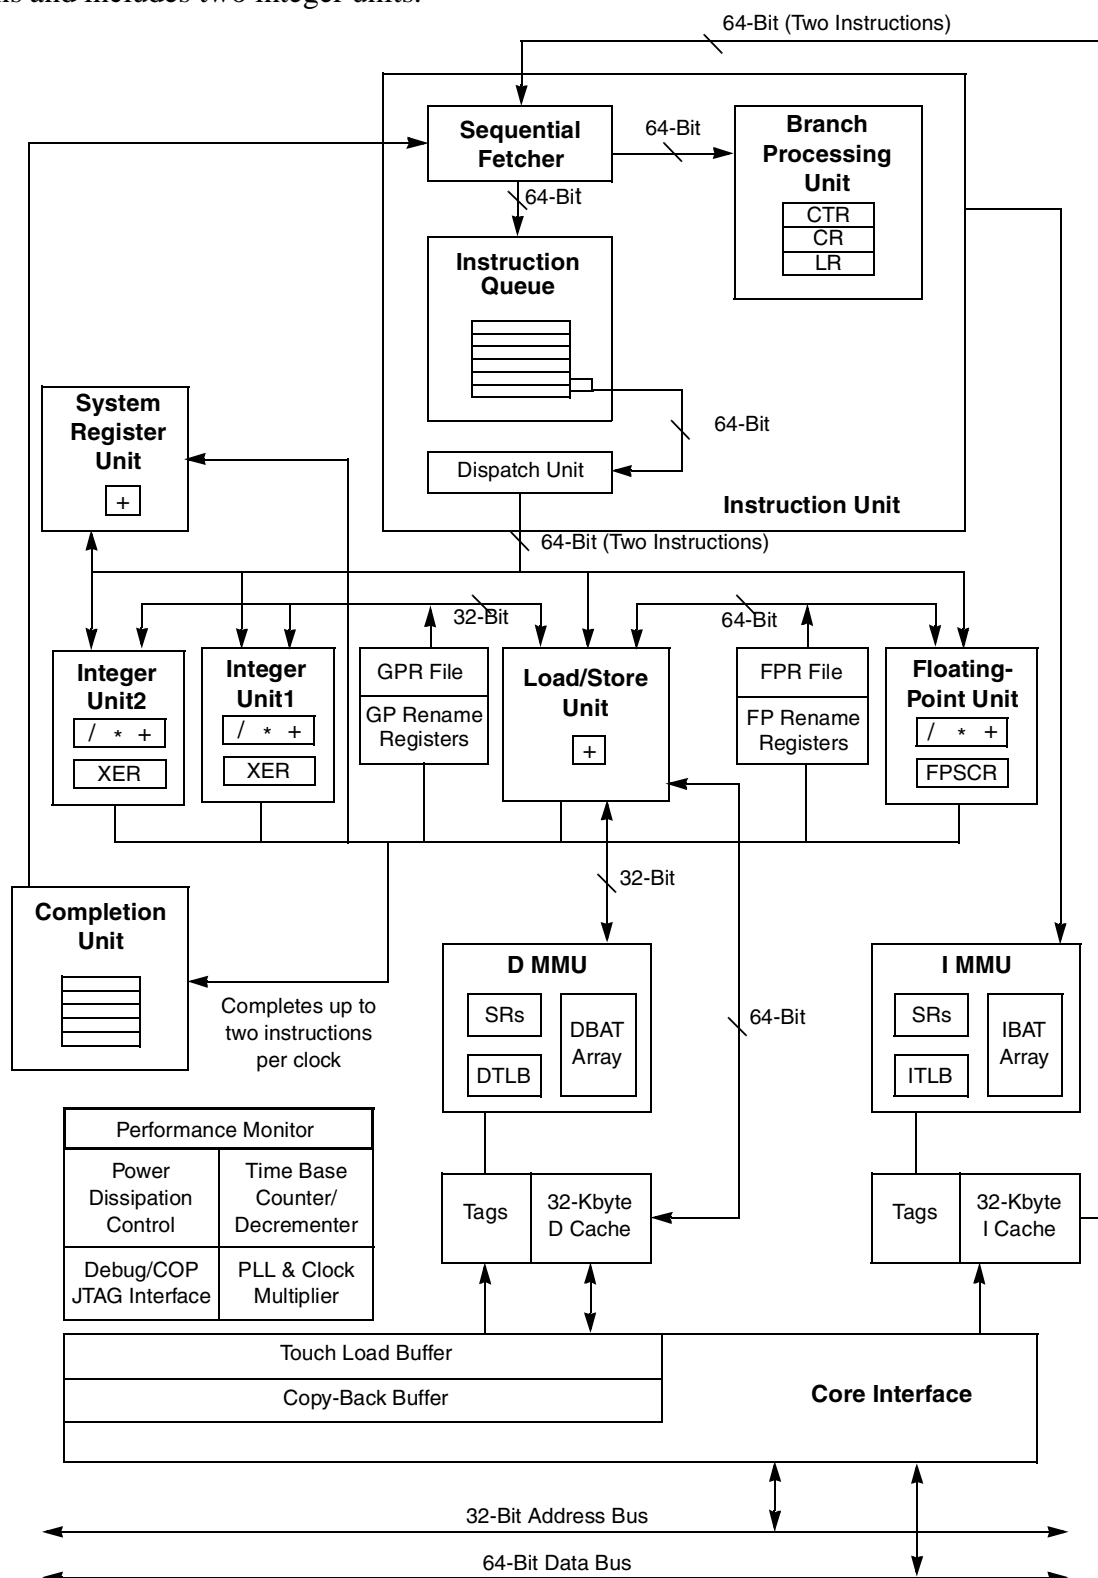 ns and includes two integer units.
64-Bit (Two Instructions)
Sequential
Fetcher
64-Bit
Branch
Processing
Unit
CTR
CR
LR
64-Bit
Instruction
Queue
64-Bit
Dispatch Unit
Instruction Unit
System
Register
Unit
+
64-Bit (Two Instructions)
32-Bit
64-Bit
Integer
Unit2
/ * +
XER
Integer
Unit1
/ * +
XER
GPR File
GP Rename
Registers
Load/Store
Unit
+
FPR File
FP Rename
Registers
Floating-
Point Unit
/ * +
FPSCR
32-Bit
Completion
Unit
Completes up to
two instructions
per clock
D MMU
SRs
DTLB
DBAT
Array
64-Bit
I MMU
SRs
ITLB
IBAT
Array
Performance Monitor
Power
Dissipation
Control
Time Base
Counter/
Decrementer
Debug/COP
JTAG Interface
PLL & Clock
Multiplier
Tags
32-Kbyte
D Cache
Tags
32-Kbyte
I Cache
Touch Load Buffer
Copy-Back Buffer
Core Interface
32-Bit Address Bus
64-Bit Data Bus